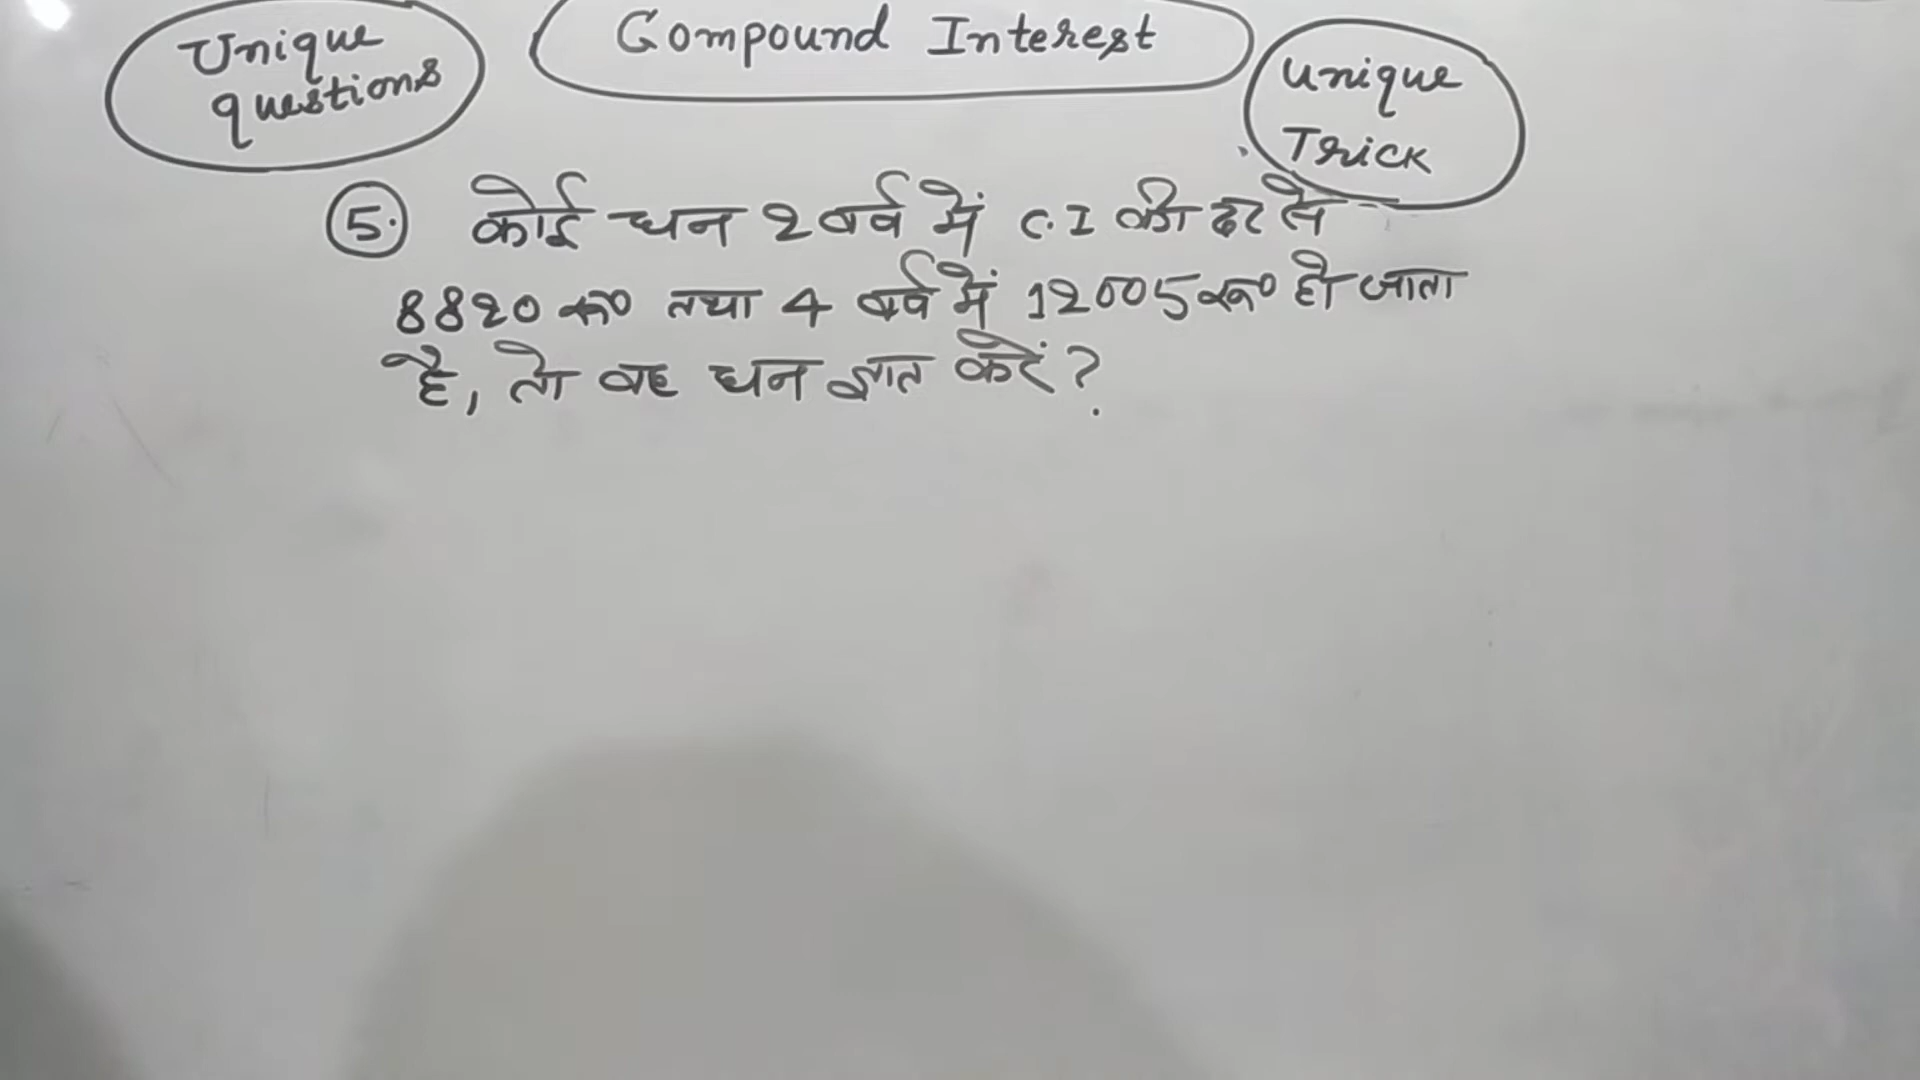 Unique questions
Compound Interest
Unique Trick
5. कोई धन 2 वर्ष में C.I की दर से
8820 रू० तथा 4 वर्ष में 12005 रू० हो जाता
है, तो वह धन ज्ञात करें?